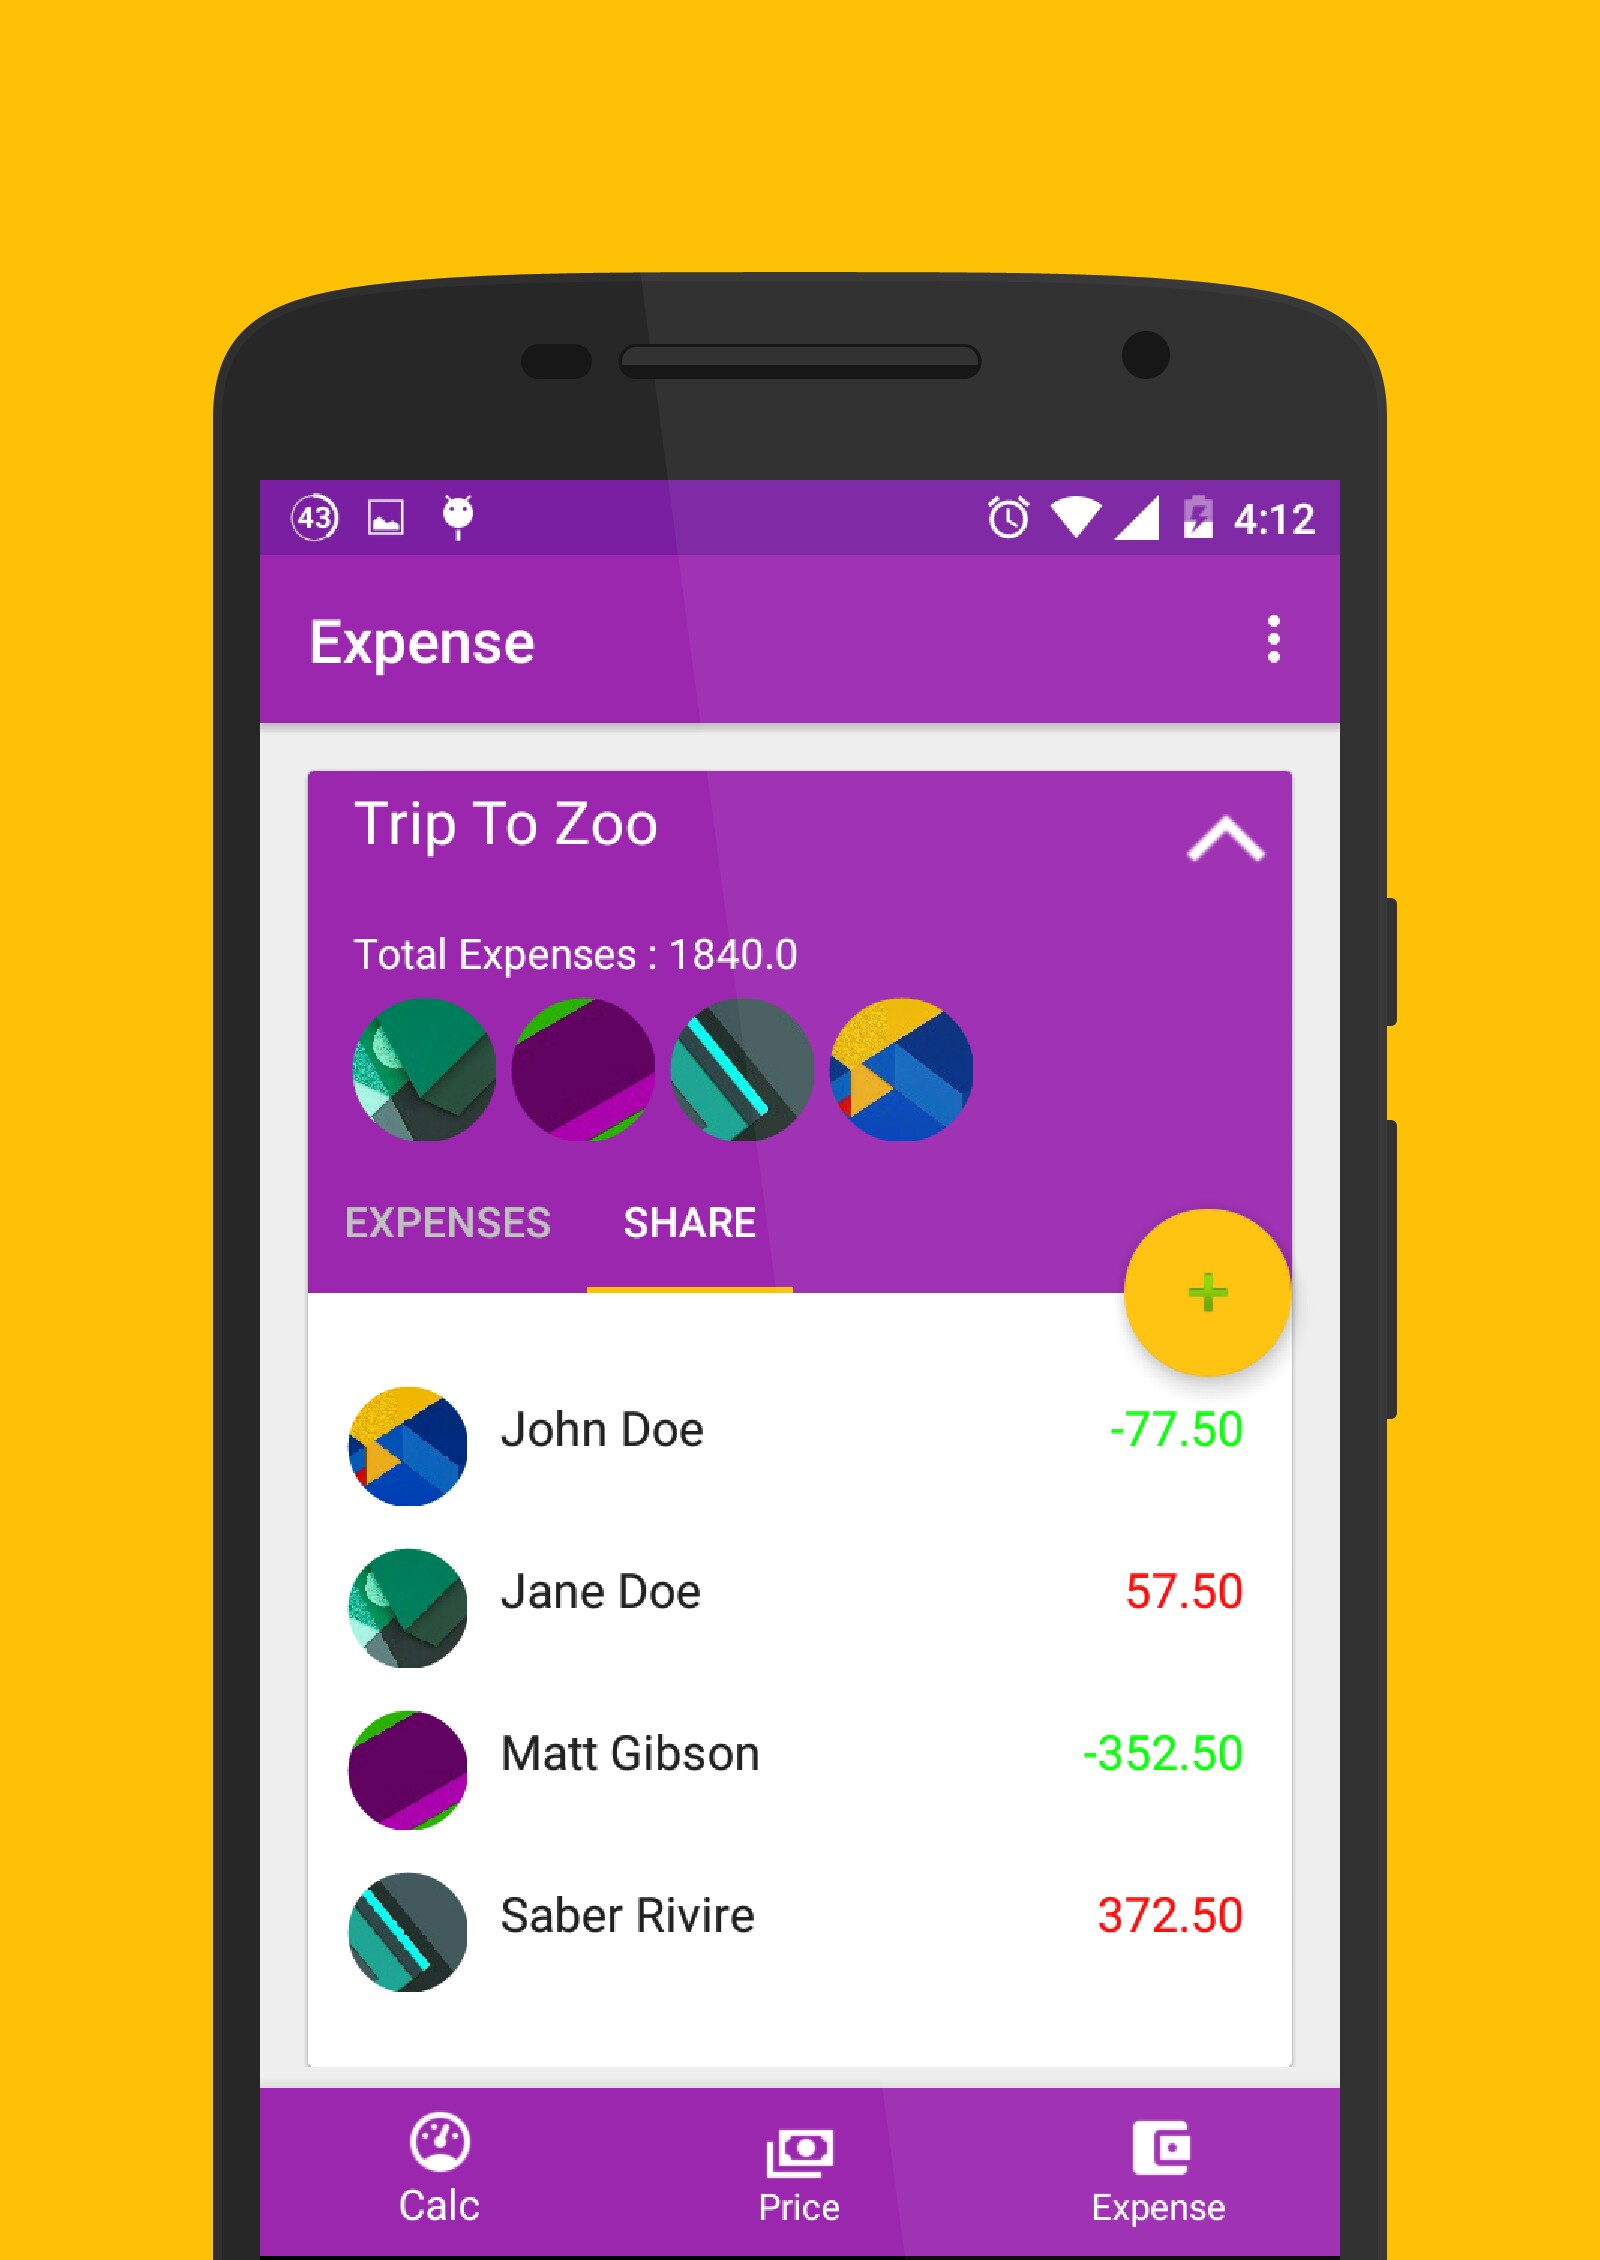 43
4:12
Expense
Trip To Zoo
Total Expenses : 1840.0
EXPENSES SHARE
John Doe -77.50
Jane Doe 57.50
Matt Gibson -352.50
Saber Rivire 372.50
Calc Price Expense